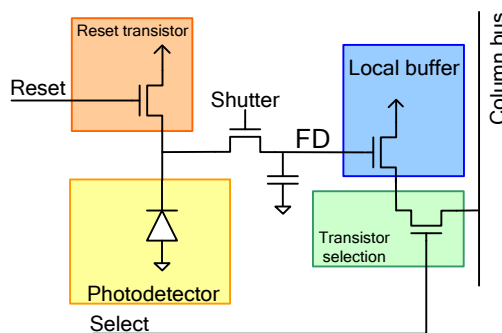 Reset transistor
Reset
Shutter
FD
Local buffer
Column bus
Photodetector
Transistor
selection
Select